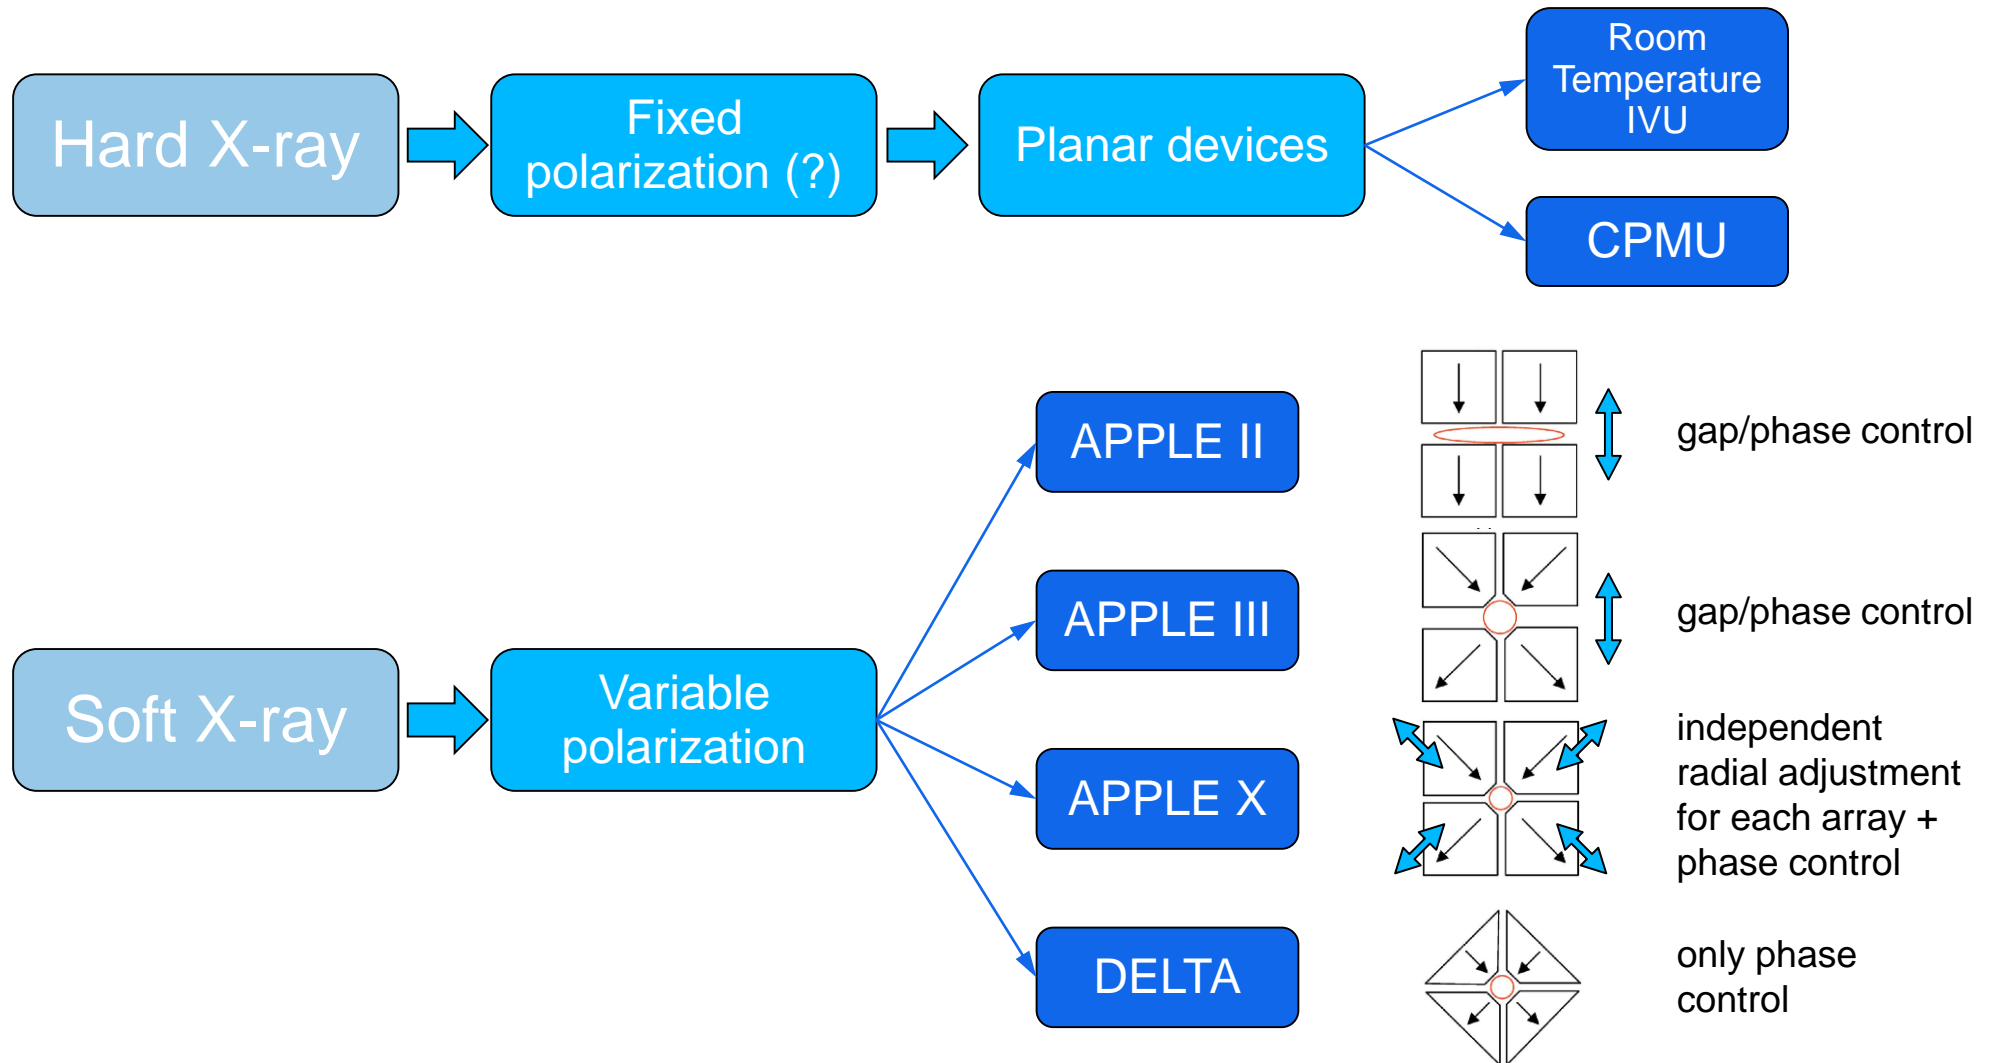 Hard X-ray
Fixed
polarization (?)
Planar devices
Room
Temperature
IVU
CPMU
Soft X-ray
Variable
polarization
APPLE II
gap/phase control
APPLE III
gap/phase control
APPLE X
independent
radial adjustment
for each array +
phase control
DELTA
only phase
control